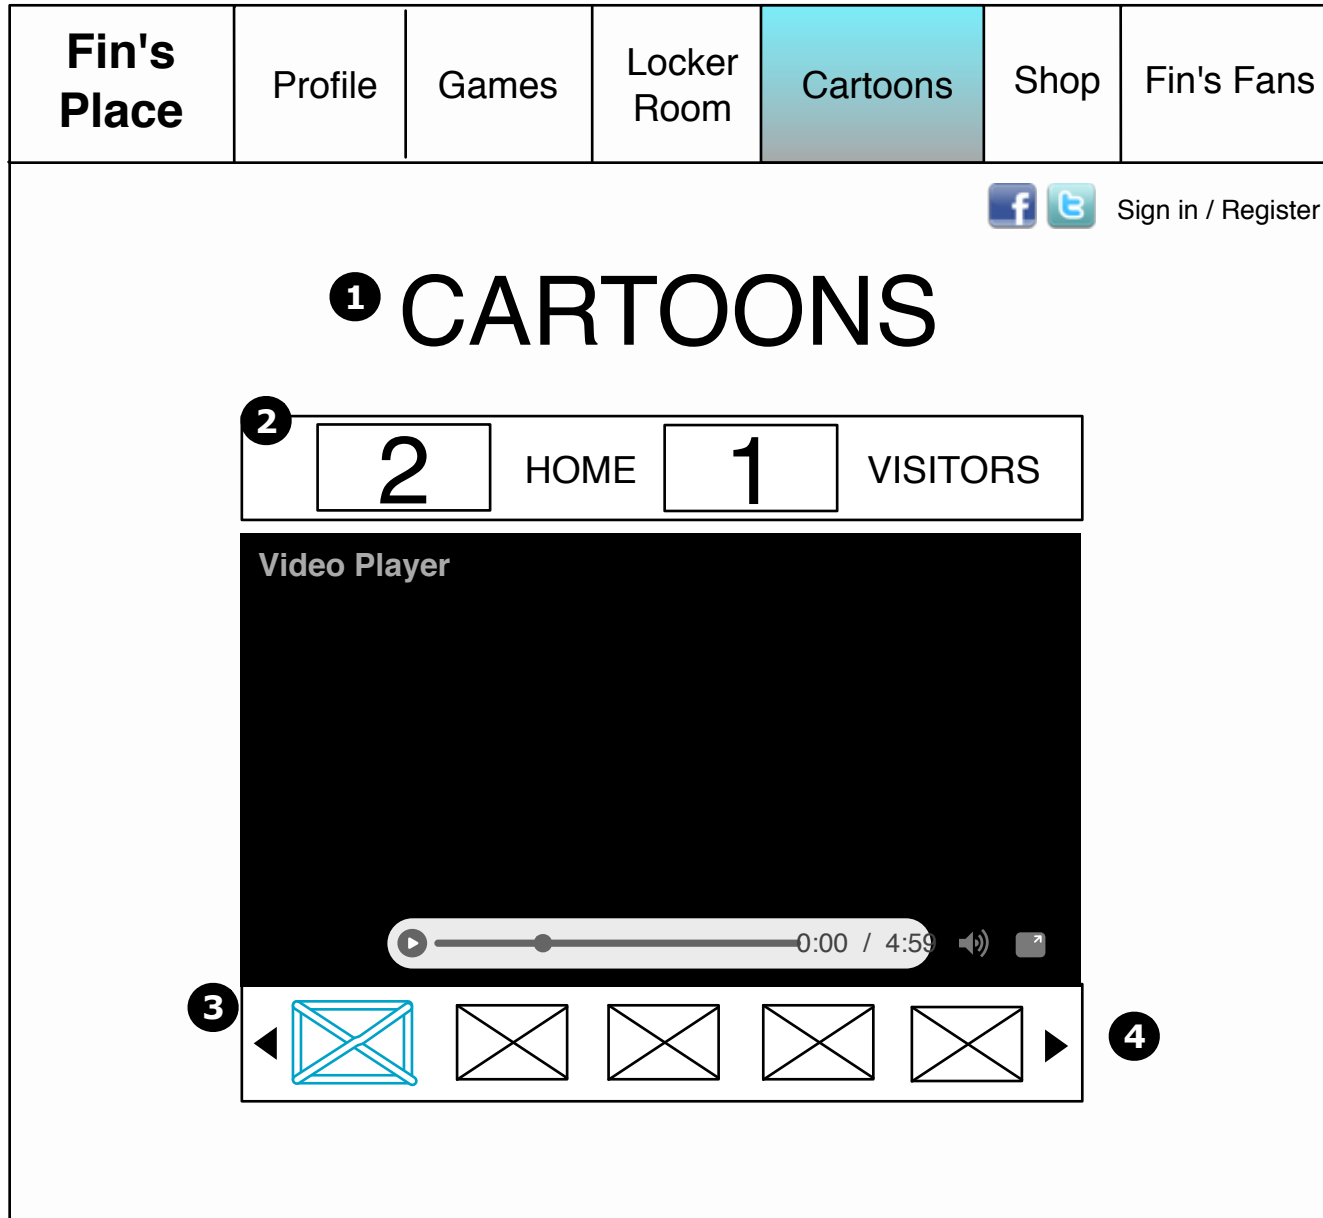 Fin's
Place
Profile
Games
Locker
Room
Cartoons
Shop
Fin's Fans
f
t
Sign in / Register
1
CARTOONS
2
2
HOME
1
VISITORS
Video Player
0:00 / 4:59
3
4